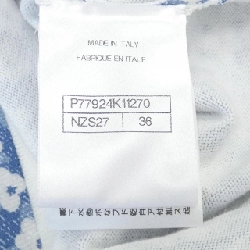 MADE IN ITALY
FABRIQUE EN ITALIE
P77924K11270
NZS27 36